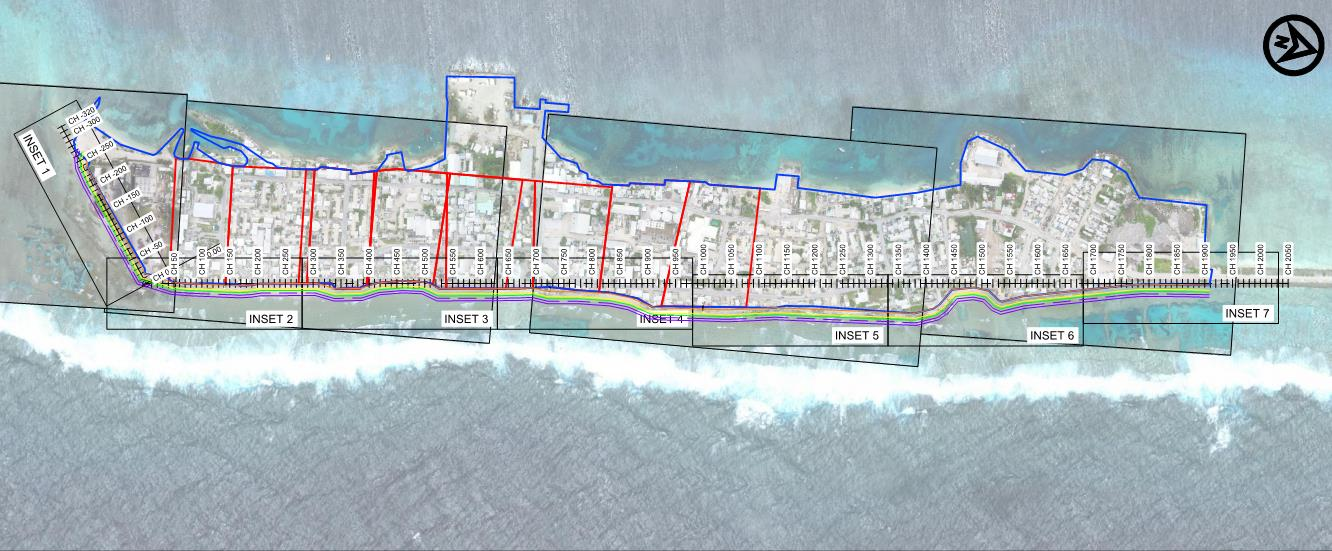 N
INSET 1
CH -320
CH -300
CH -250
CH -200
CH -150
CH -100
CH -50
CH 0
0.00
CH 50
CH 100
CH 150
CH 200
CH 250
CH 300
CH 350
CH 400
CH 450
CH 500
CH 550
CH 600
CH 650
CH 700
CH 750
CH 800
CH 850
CH 900
CH 950
CH 1000
CH 1050
CH 1100
CH 1150
CH 1200
CH 1250
CH 1300
CH 1350
CH 1400
CH 1450
CH 1500
CH 1550
CH 1600
CH 1650
CH 1700
CH 1750
CH 1800
CH 1850
CH 1900
CH 1950
CH 2000
CH 2050
INSET 2
INSET 3
INSET 4
INSET 5
INSET 6
INSET 7